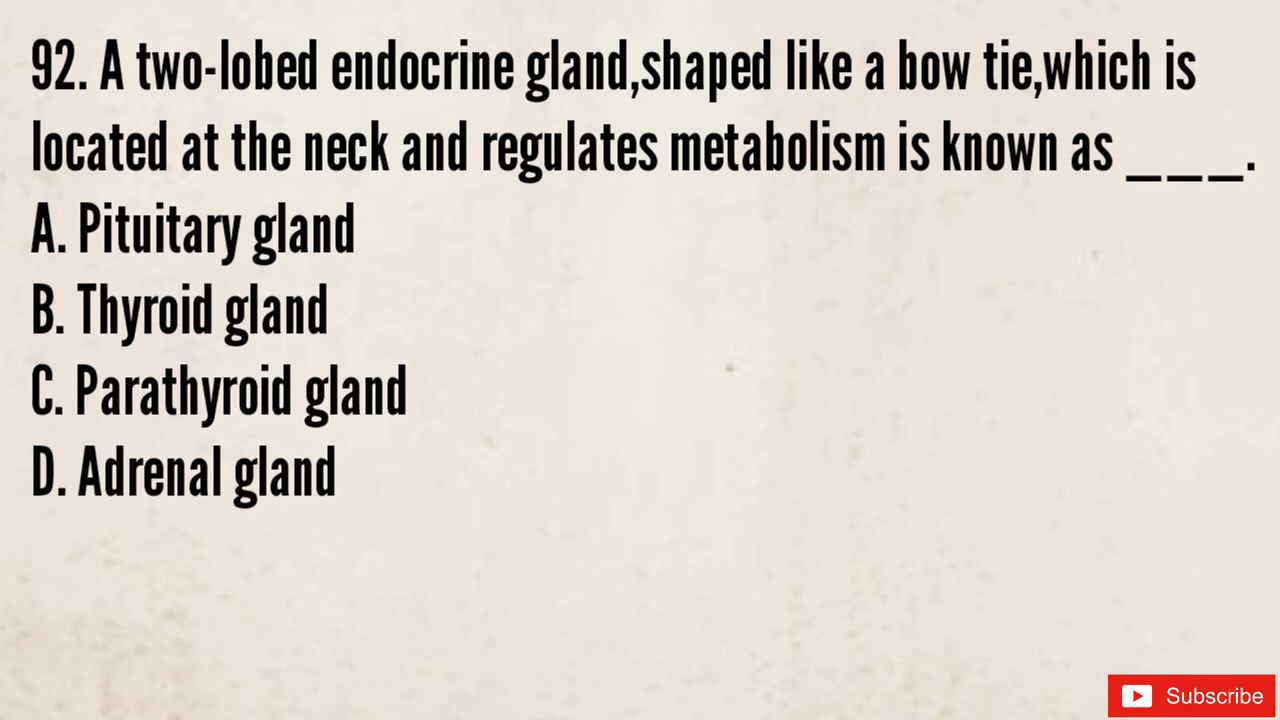 92. A two-lobed endocrine gland,shaped like a bow tie,which is
located at the neck and regulates metabolism is known as ___.
A. Pituitary gland
B. Thyroid gland
C. Parathyroid gland
D. Adrenal gland
Subscribe